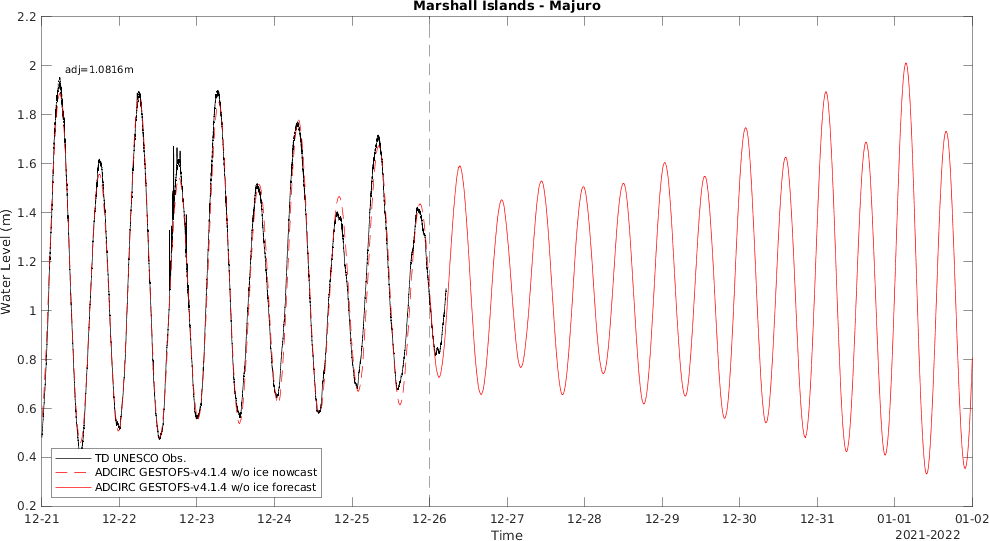 Marshall Islands - Majuro
2.2
2
1.8
1.6
1.4
1.2
1
0.8
0.6
0.4
0.2
Water Level (m)
adj=1.0816m
TD UNESCO Obs.
ADCIRC GESTOFS-v4.1.4 w/o ice nowcast
ADCIRC GESTOFS-v4.1.4 w/o ice forecast
12-21 12-22 12-23 12-24 12-25 12-26 12-27 12-28 12-29 12-30 12-31 01-01 01-02
Time
2021-2022